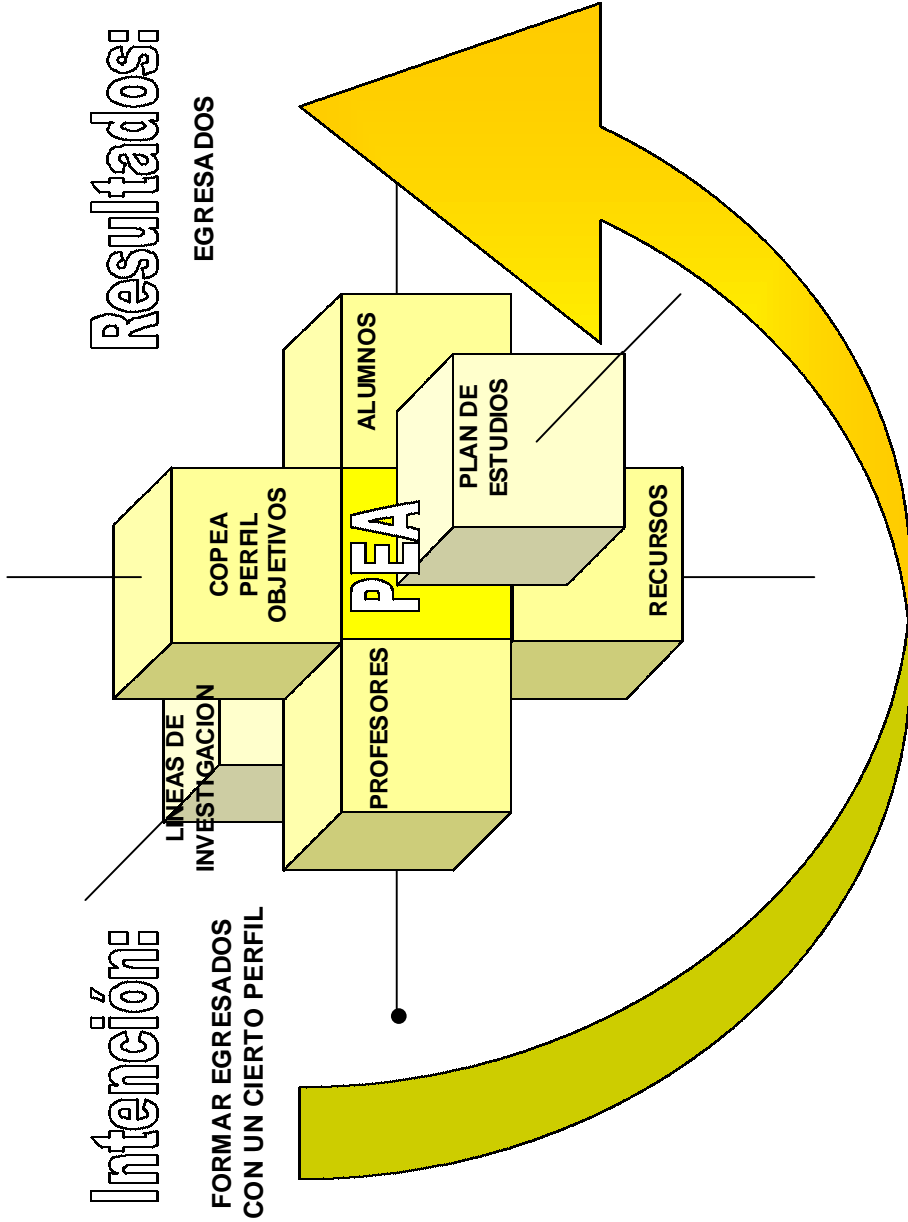 Intención:
FORMAR EGRESADOS
CON UN CIERTO PERFIL
Resultados:
EGRESADOS
LINEAS DE
INVESTIGACION
COPEA
PERFIL
OBJETIVOS
PROFESORES
PEA
ALUMNOS
PLAN DE
ESTUDIOS
RECURSOS